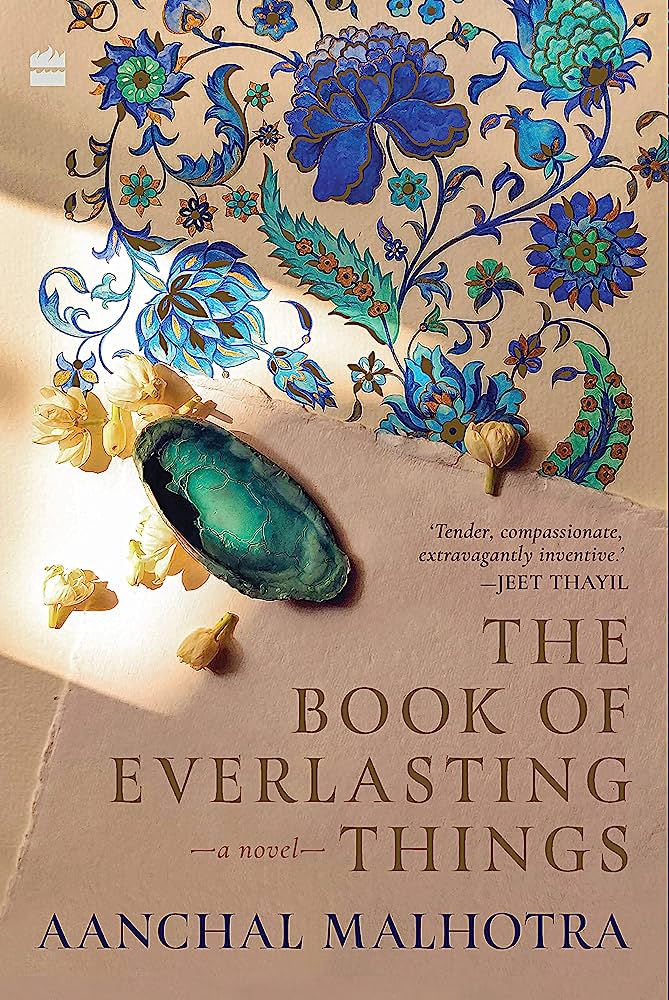 ‘Tender, compassionate,
extravagantly inventive.’
—JEET THAYIL
THE
BOOK OF
EVERLASTING
—a novel— THINGS
AANCHAL MALHOTRA